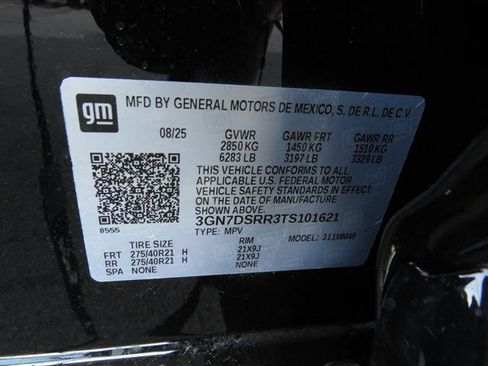 gm MFD BY GENERAL MOTORS DE MEXICO, S. DE R.L. DE C.V.
08/25 GVWR GAWR FRT GAWR RR
2850 KG 1450 KG 1510 KG
6283 LB 3197 LB 3329 LB
THIS VEHICLE CONFORMS TO ALL
APPLICABLE U.S. FEDERAL MOTOR
VEHICLE SAFETY STANDARDS IN EFFECT
ON THE DATE OF MANUFACTURE SHOWN ABOVE.
3GN7DSRR3TS101621
8555 TYPE: MPV MODEL: 311MM48
TIRE SIZE RIM
FRT 275/40R21 H 21X9J
RR 275/40R21 H 21X9J
SPA NONE NONE